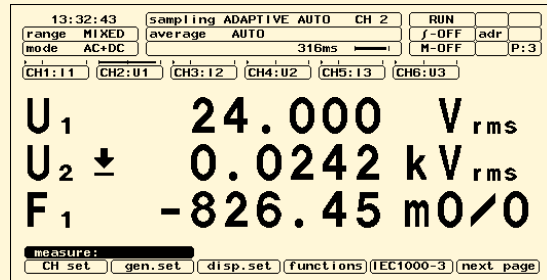 13:32:43 sampling ADAPTIVE AUTO CH 2 RUN
range MIXED average AUTO ∫-OFF adr
mode AC+DC 316ms M-OFF P:3
CH1:I1 CH2:U1 CH3:I2 CH4:U2 CH5:I3 CH6:U3
U1 24.000 Vrms
U2 0.0242 kVrms
F1 -826.45 mO/O
measure:
CH set gen.set disp.set functions IEC1000-3 next page